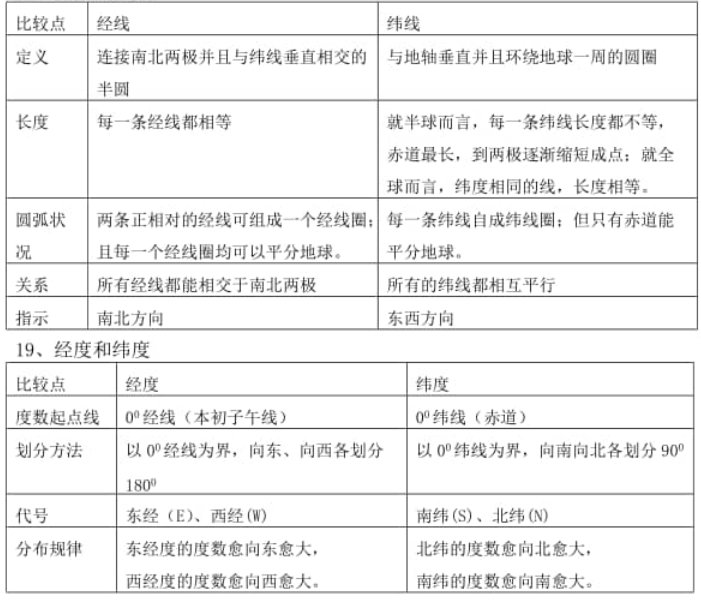 比较点 经线 纬线
定义 连接南北两极并且与纬线垂直相交的 与地轴垂直并且环绕地球一周的圆圈
半圆
长度 每一条经线都相等 就半球而言，每一条纬线长度都不等，
赤道最长，到两极逐渐缩短成点；就全
球而言，纬度相同的线，长度相等。
圆弧状 两条正相对的经线可组成一个经线圈； 每一条纬线自成纬线圈；但只有赤道能
况 且每一个经线圈均可以平分地球。 平分地球。
关系 所有经线都能相交于南北两极 所有的纬线都相互平行
指示 南北方向 东西方向
19、经度和纬度
比较点 经度 纬度
度数起点线 0⁰经线（本初子午线） 0⁰纬线（赤道）
划分方法 以 0⁰经线为界，向东、向西各划分 以 0⁰纬线为界，向南向北各划分 90⁰
180⁰
代号 东经（E）、西经(W) 南纬(S)、北纬(N)
分布规律 东经度的度数愈向东愈大， 北纬的度数愈向北愈大，
西经度的度数愈向西愈大。 南纬的度数愈向南愈大。